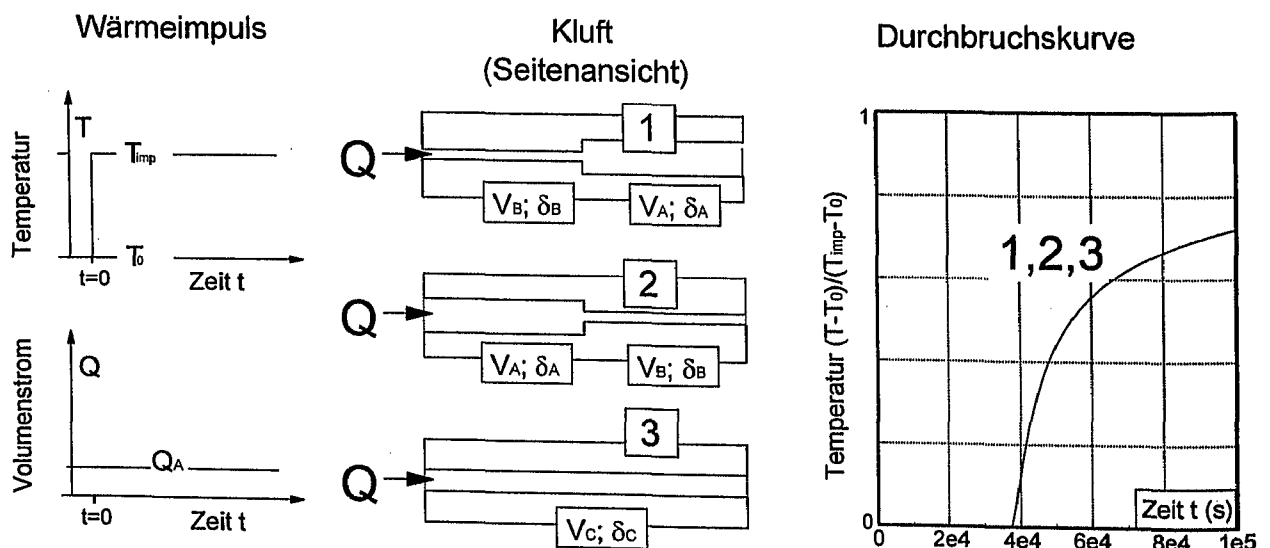 Wärmeimpuls
Temperatur
T
Timp
T0
t=0
Zeit t
Volumenstrom
Q
QA
t=0
Zeit t
Kluft
(Seitenansicht)
1
Q
VB; δB
VA; δA
2
Q
VA; δA
VB; δB
3
Q
VC; δC
Durchbruchskurve
Temperatur (T-T0)/(Timp-T0)
1
1,2,3
Zeit t (s)
0
0 2e4 4e4 6e4 8e4 1e5